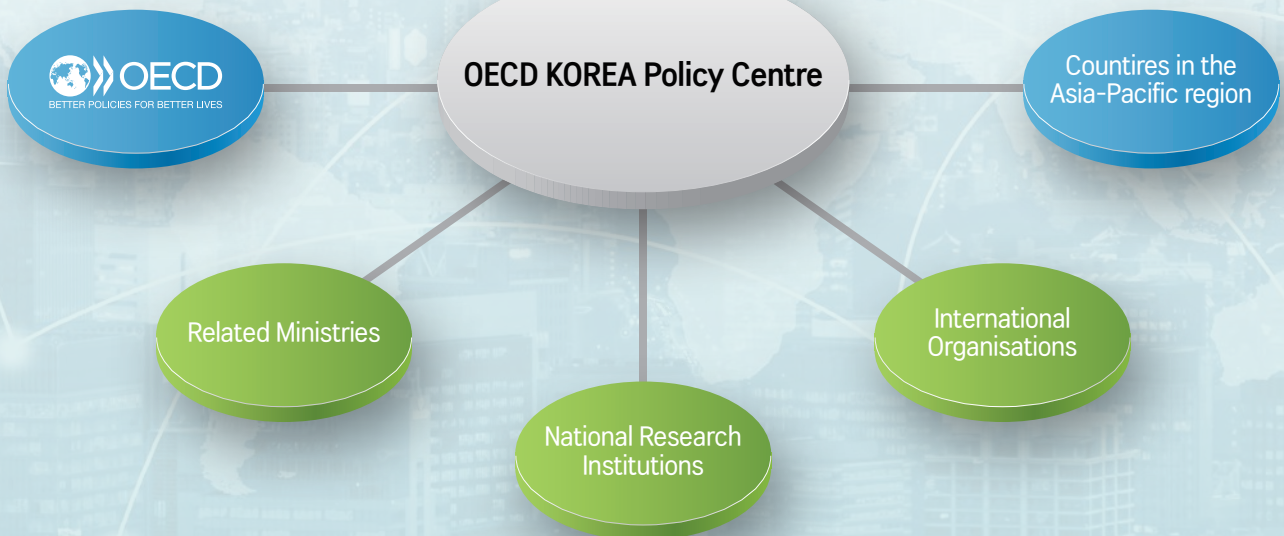 OECD
BETTER POLICIES FOR BETTER LIVES
OECD KOREA Policy Centre
Countires in the
Asia-Pacific region
Related Ministries
International
Organisations
National Research
Institutions